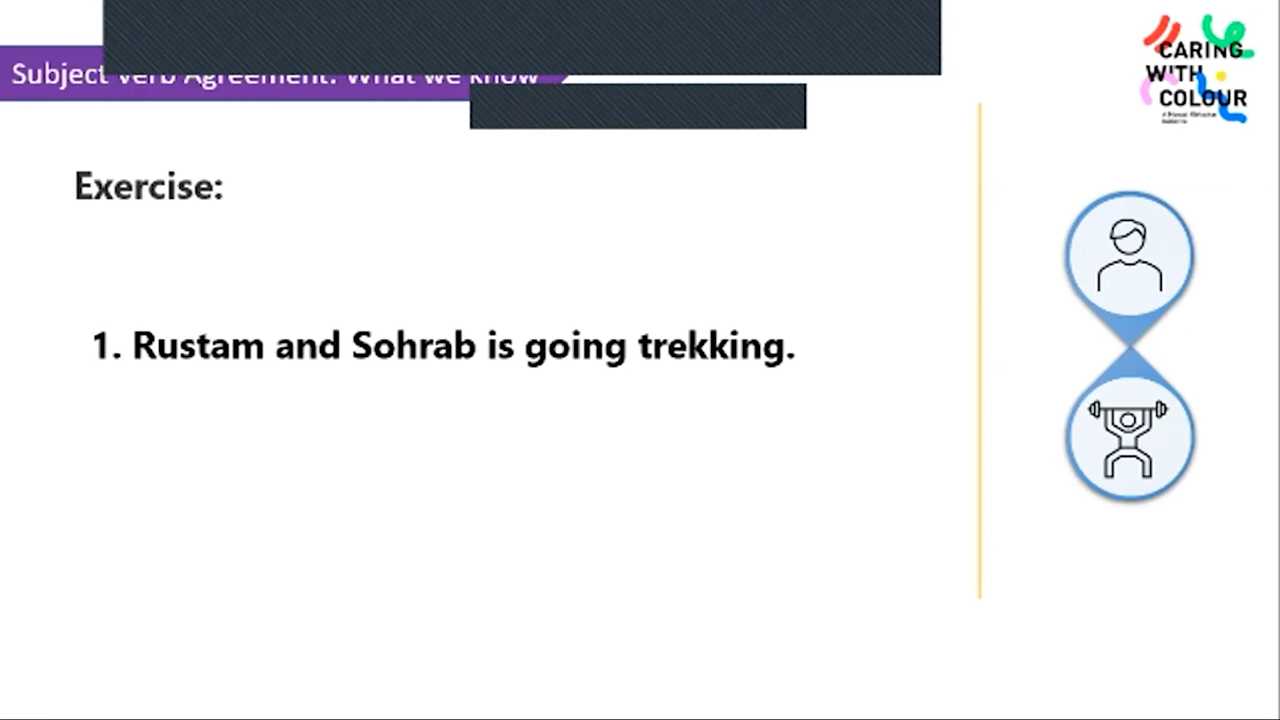 Subject Verb Agreement: What we know
CARING
WITH
COLOUR
Exercise:
1. Rustam and Sohrab is going trekking.